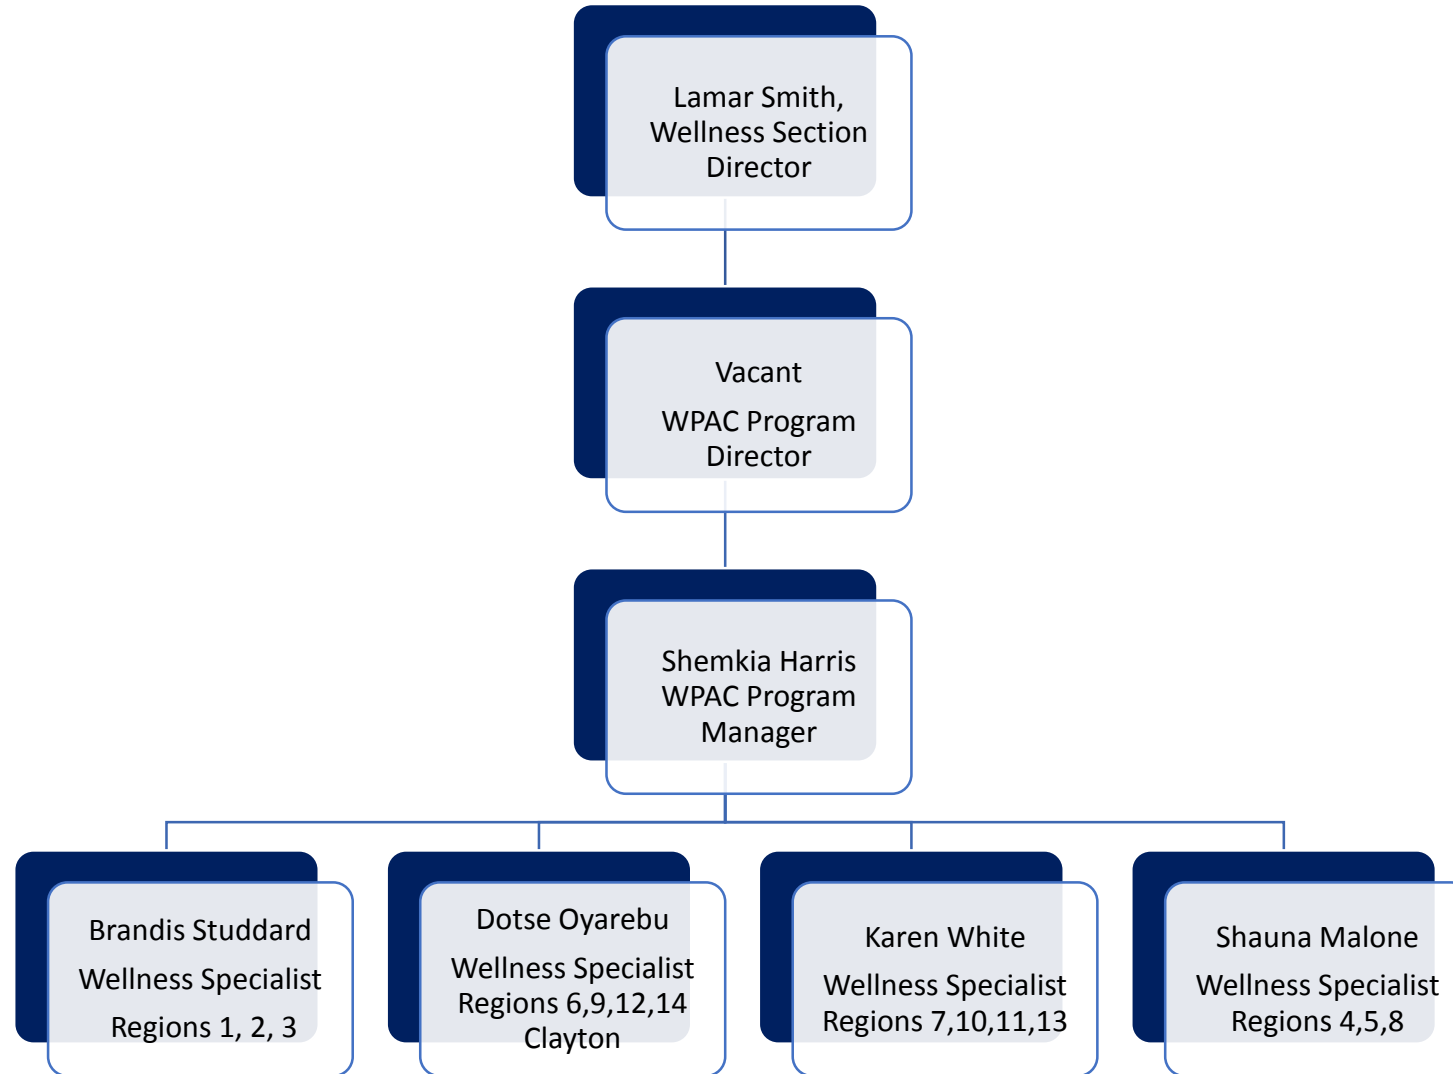 Lamar Smith,
Wellness Section
Director
Vacant
WPAC Program
Director
Shemkia Harris
WPAC Program
Manager
Brandis Studdard
Wellness Specialist
Regions 1, 2, 3
Dotse Oyarebu
Wellness Specialist
Regions 6,9,12,14
Clayton
Karen White
Wellness Specialist
Regions 7,10,11,13
Shauna Malone
Wellness Specialist
Regions 4,5,8